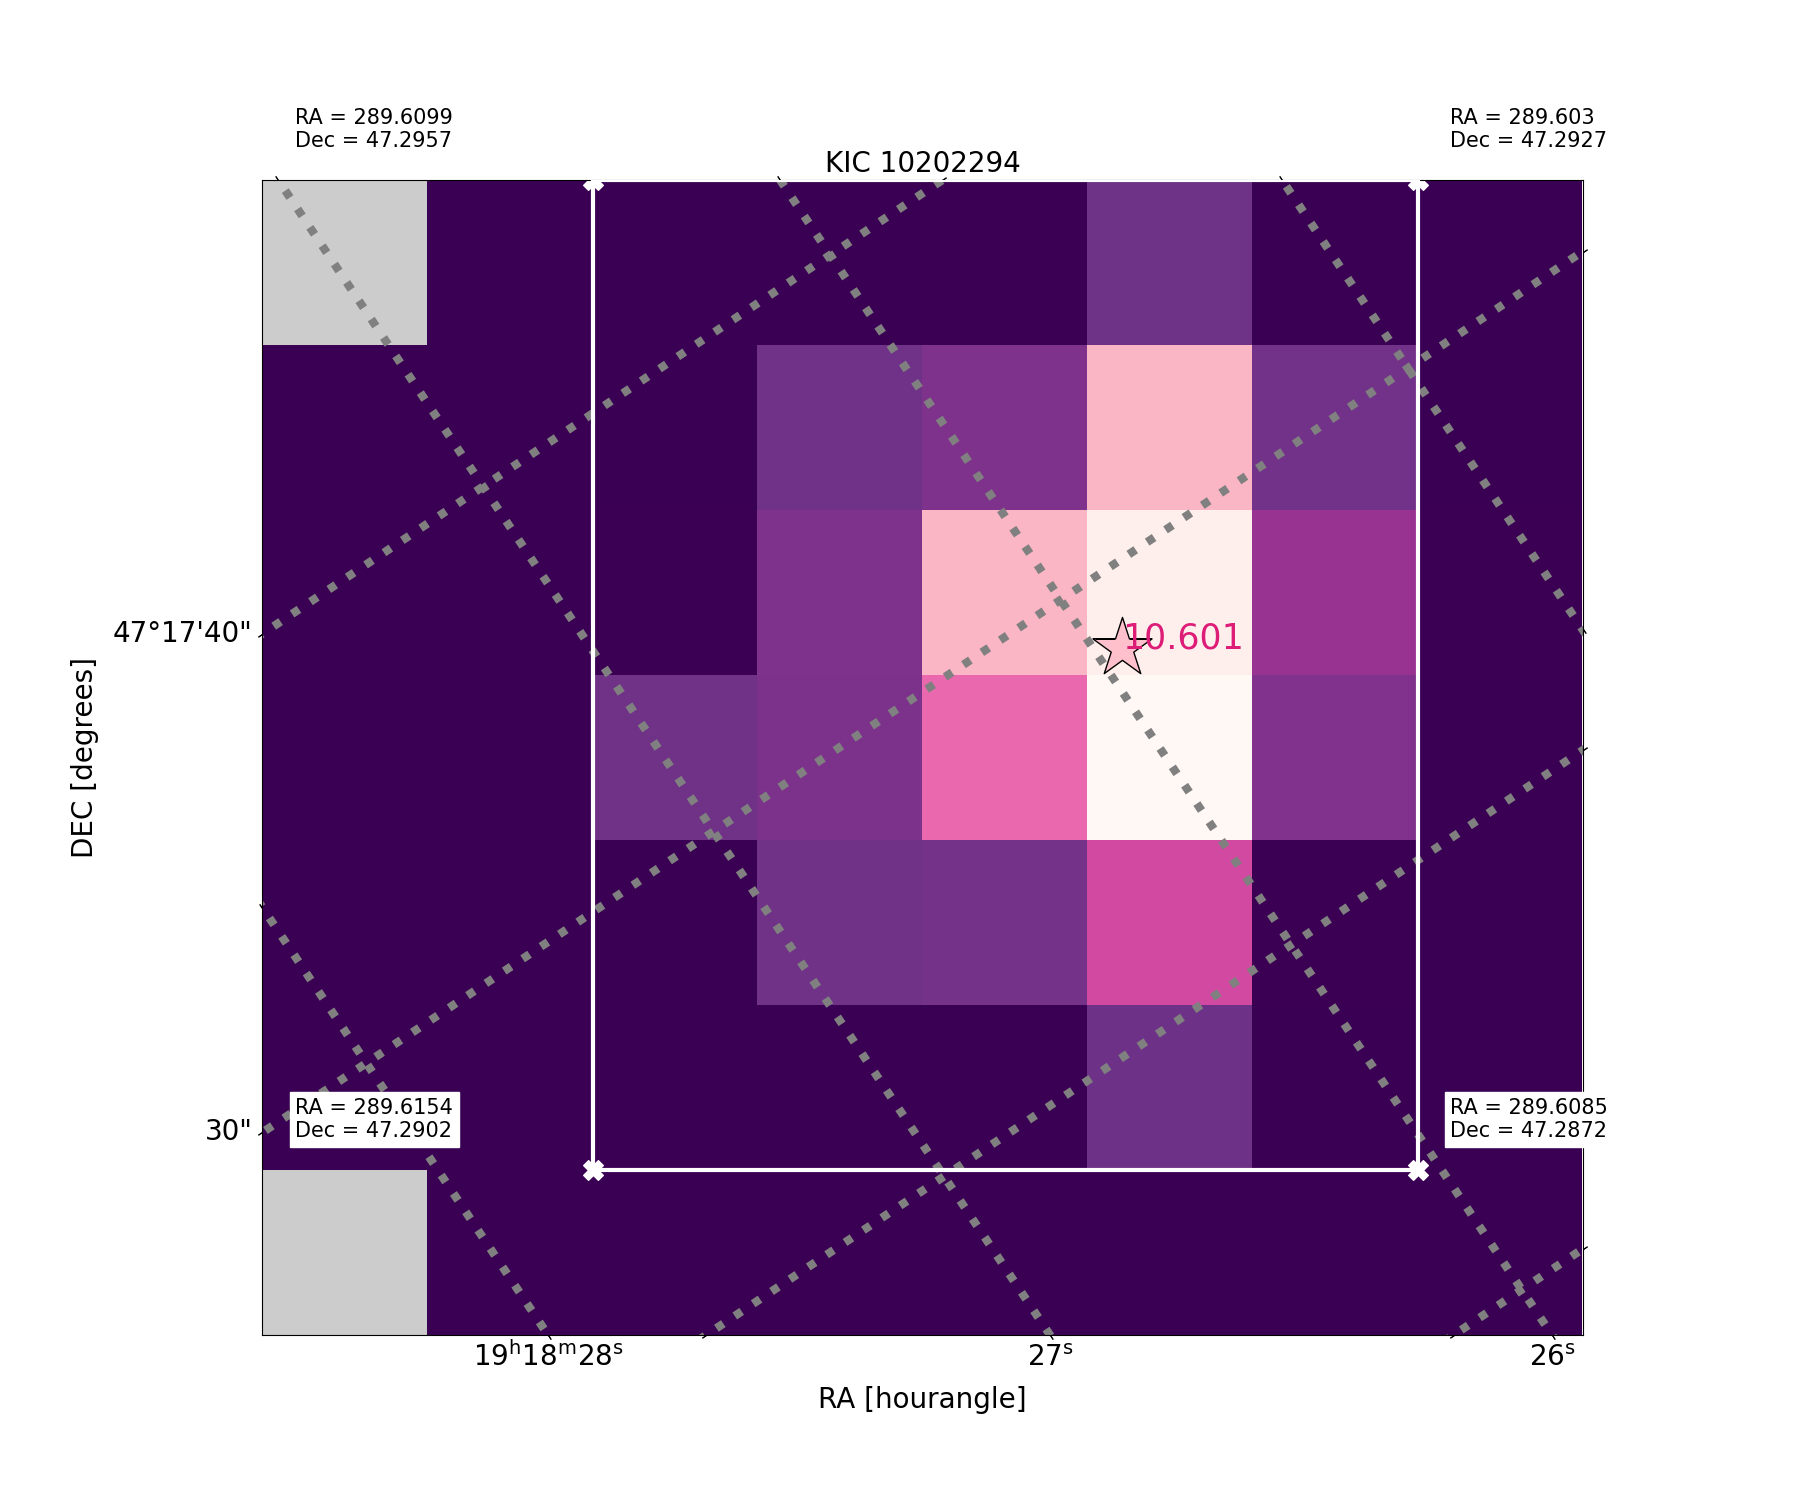 RA = 289.6099
Dec = 47.2957
RA = 289.603
Dec = 47.2927
KIC 10202294
47°17'40"
10.601
DEC [degrees]
30"
RA = 289.6154
Dec = 47.2902
RA = 289.6085
Dec = 47.2872
19h18m28s
27s
26s
RA [hourangle]